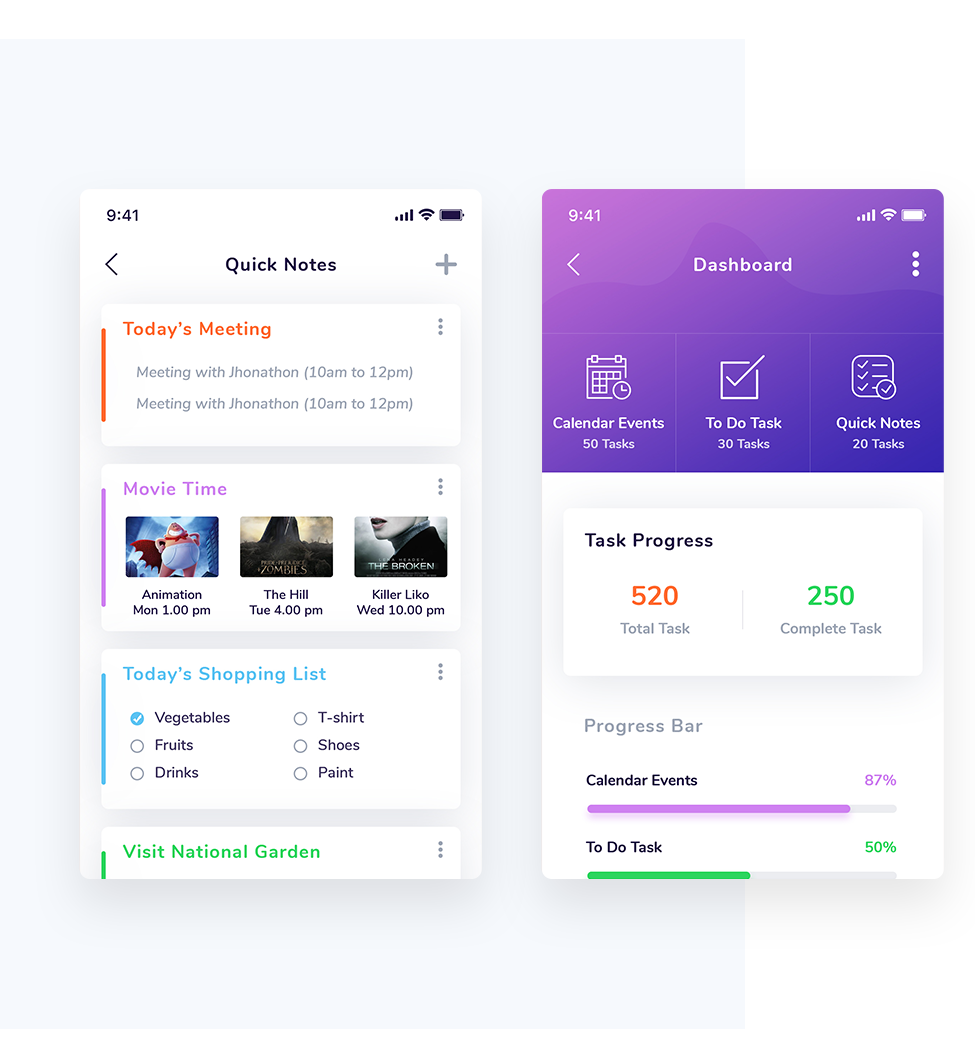 9:41
Quick Notes
Today’s Meeting
Meeting with Jhonathon (10am to 12pm)
Meeting with Jhonathon (10am to 12pm)
Movie Time
PRIDE PREJUDICE
ZOMBIES
LENA HEADEY
THE BROKEN
Animation
Mon 1.00 pm
The Hill
Tue 4.00 pm
Killer Liko
Wed 10.00 pm
Today’s Shopping List
Vegetables
T-shirt
Fruits
Shoes
Drinks
Paint
Visit National Garden
9:41
Dashboard
Calendar Events
50 Tasks
To Do Task
30 Tasks
Quick Notes
20 Tasks
Task Progress
520
Total Task
250
Complete Task
Progress Bar
Calendar Events
87%
To Do Task
50%